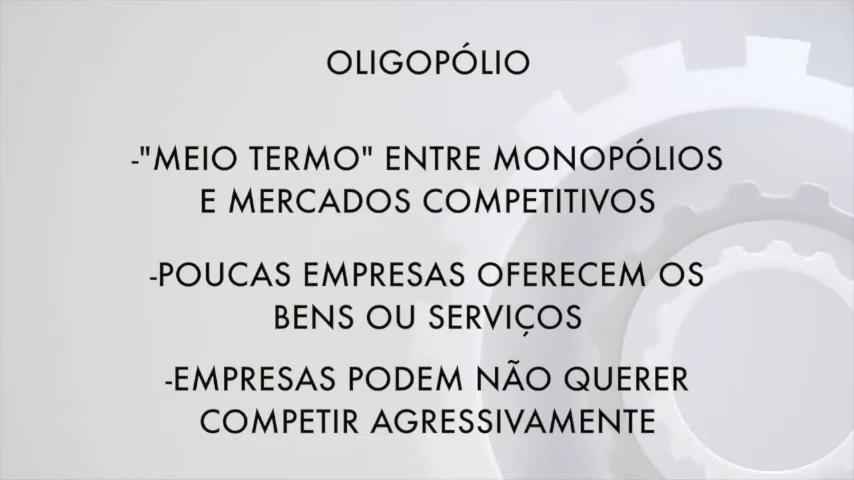 OLIGOPÓLIO
-"MEIO TERMO" ENTRE MONOPÓLIOS
E MERCADOS COMPETITIVOS
-POUCAS EMPRESAS OFERECEM OS
BENS OU SERVIÇOS
-EMPRESAS PODEM NÃO QUERER
COMPETIR AGRESSIVAMENTE